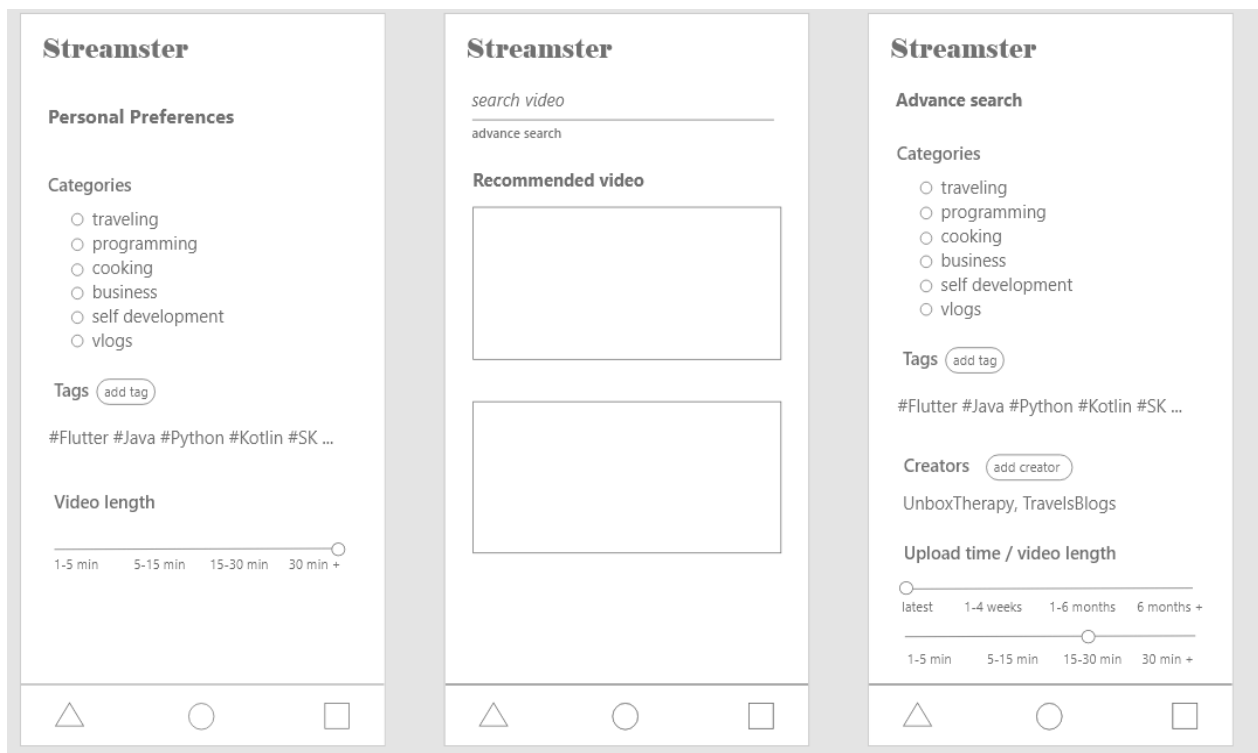 Streamster
Personal Preferences
Categories
traveling
programming
cooking
business
self development
vlogs
Tags add tag
#Flutter #Java #Python #Kotlin #SK ...
Video length
1-5 min 5-15 min 15-30 min 30 min +
Streamster
search video
advance search
Recommended video
Streamster
Advance search
Categories
traveling
programming
cooking
business
self development
vlogs
Tags add tag
#Flutter #Java #Python #Kotlin #SK ...
Creators add creator
UnboxTherapy, TravelsBlogs
Upload time / video length
latest 1-4 weeks 1-6 months 6 months +
1-5 min 5-15 min 15-30 min 30 min +